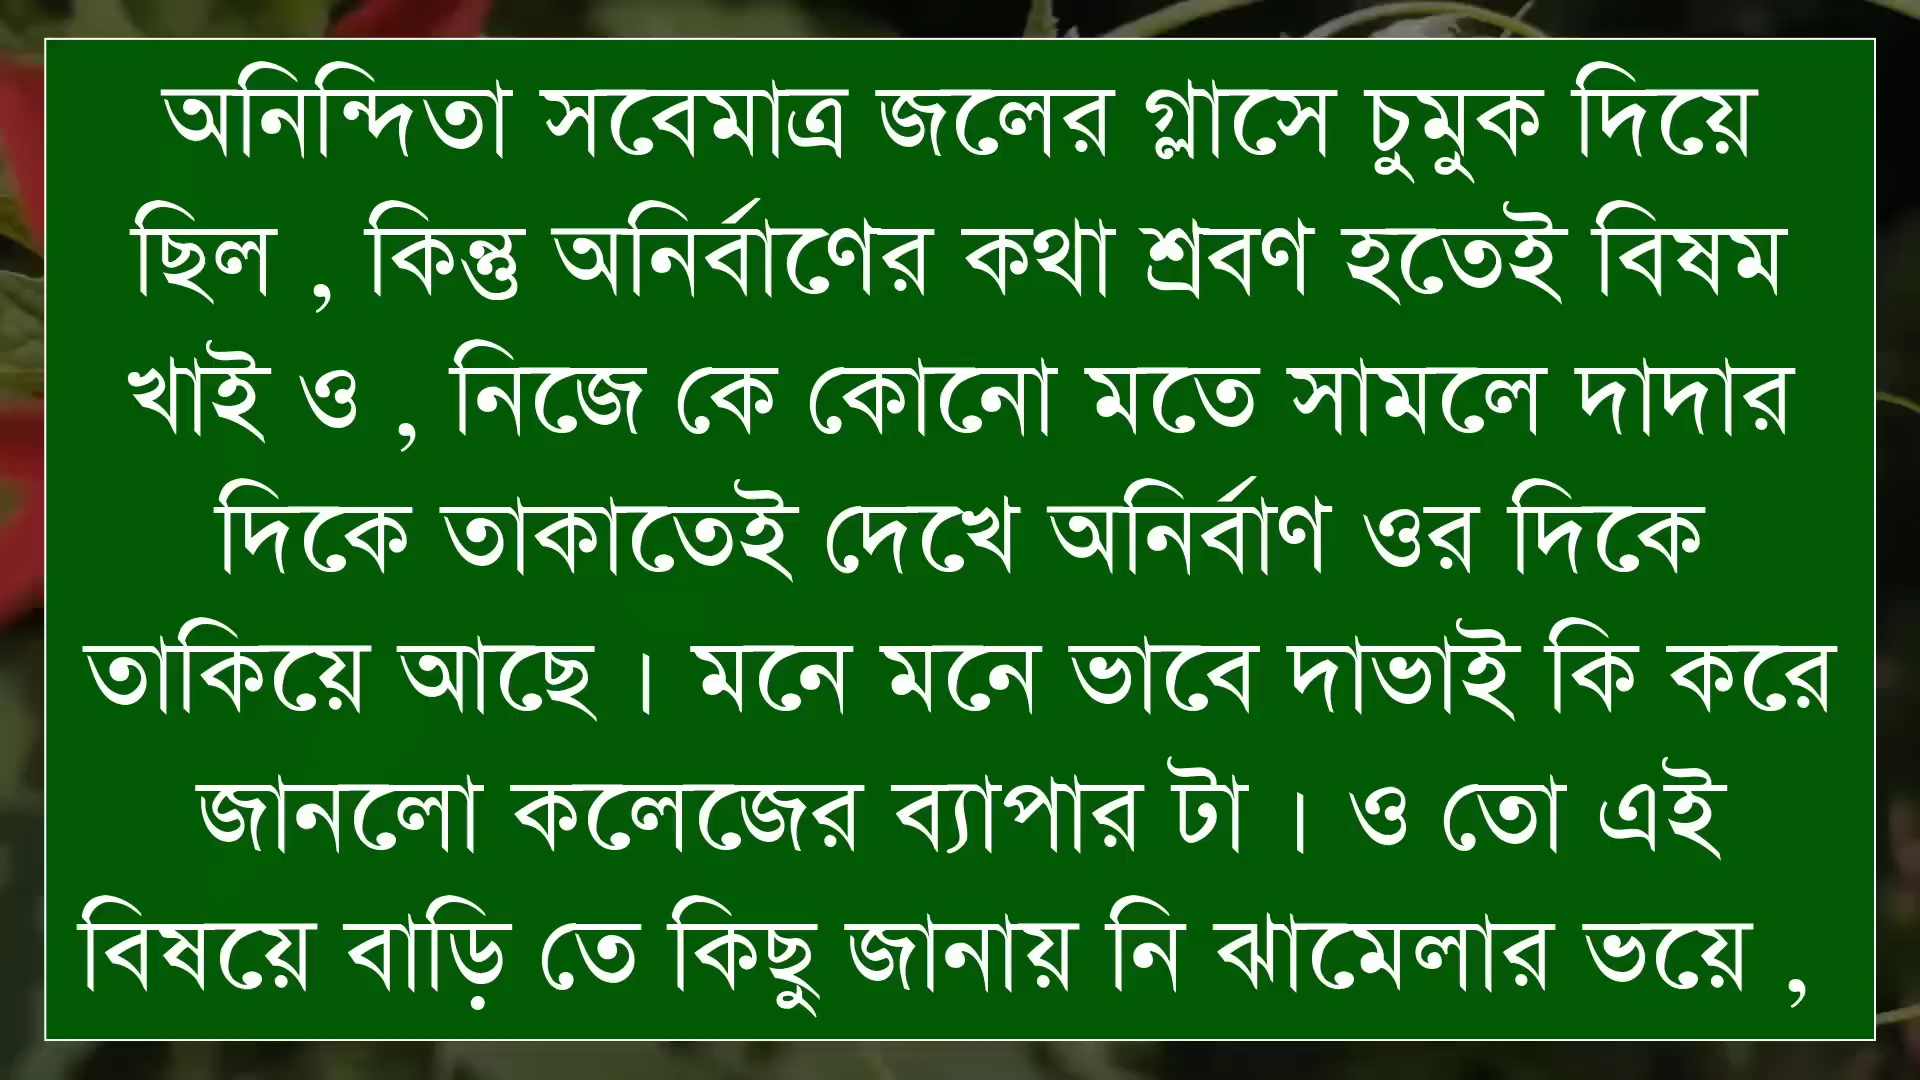 অনিন্দিতা সবেমাত্র জলের গ্লাসে চুমুক দিয়ে
ছিল , কিন্তু অনির্বাণের কথা শ্রবণ হতেই বিষম
খাই ও , নিজে কে কোনো মতে সামলে দাদার
দিকে তাকাতেই দেখে অনির্বাণ ওর দিকে
তাকিয়ে আছে । মনে মনে ভাবে দাভাই কি করে
জানলো কলেজের ব্যাপার টা । ও তো এই
বিষয়ে বাড়ি তে কিছু জানায় নি ঝামেলার ভয়ে ,